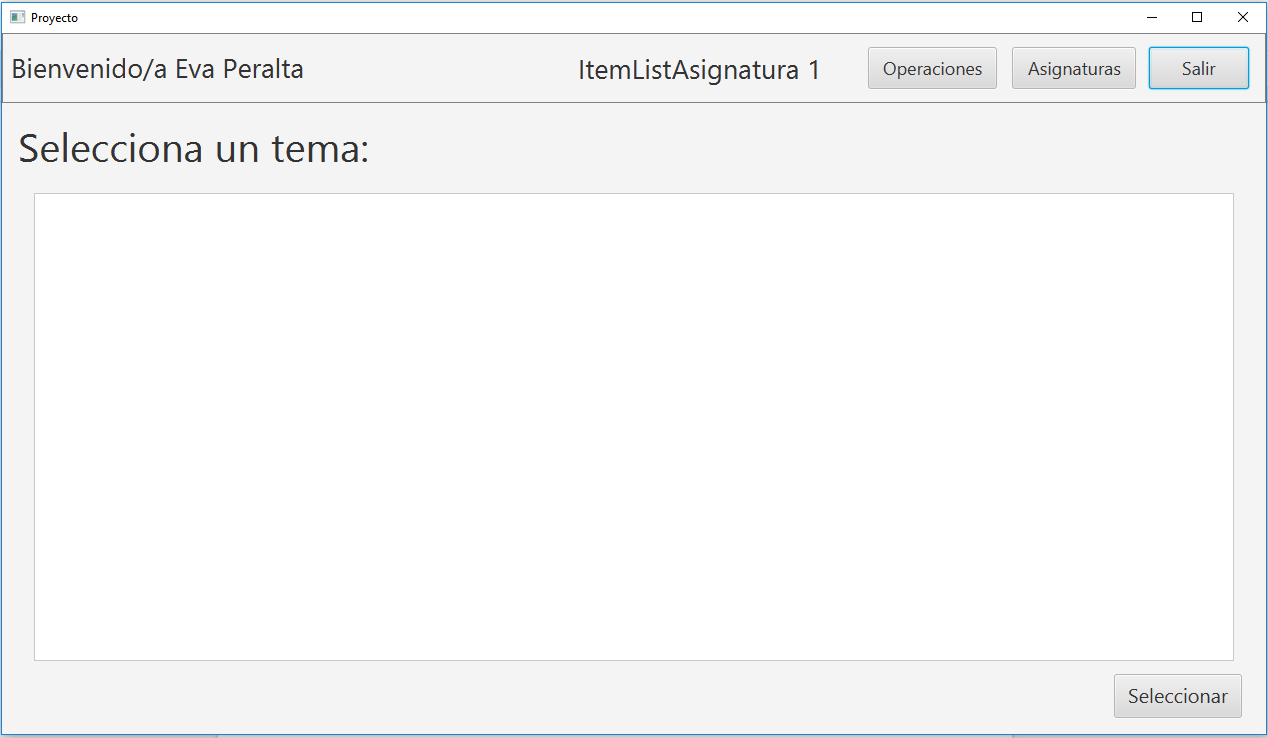 Proyecto
Bienvenido/a Eva Peralta
ItemListAsignatura 1
Operaciones
Asignaturas
Salir
Selecciona un tema:
Seleccionar